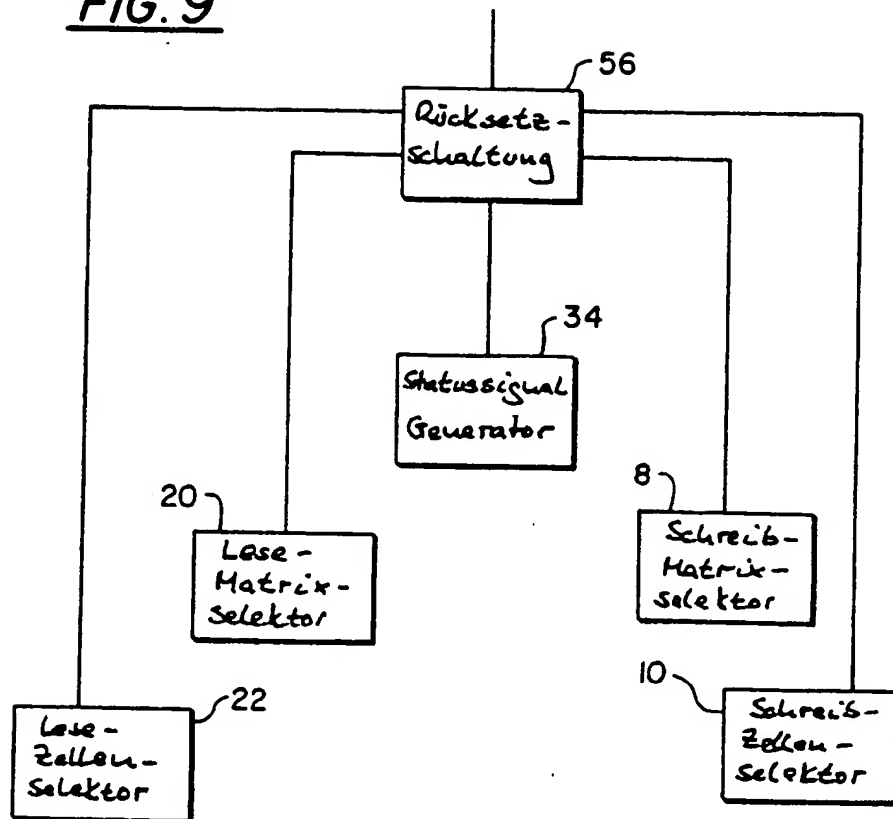 FIG. 9
56
Rücksetz-
schaltung
34
Statussignal
Generator
20
Lese-
Matrix-
selektor
8
Schreib-
Matrix-
selektor
22
Lese-
Zellen-
selektor
10
Schreib-
Zellen-
selektor